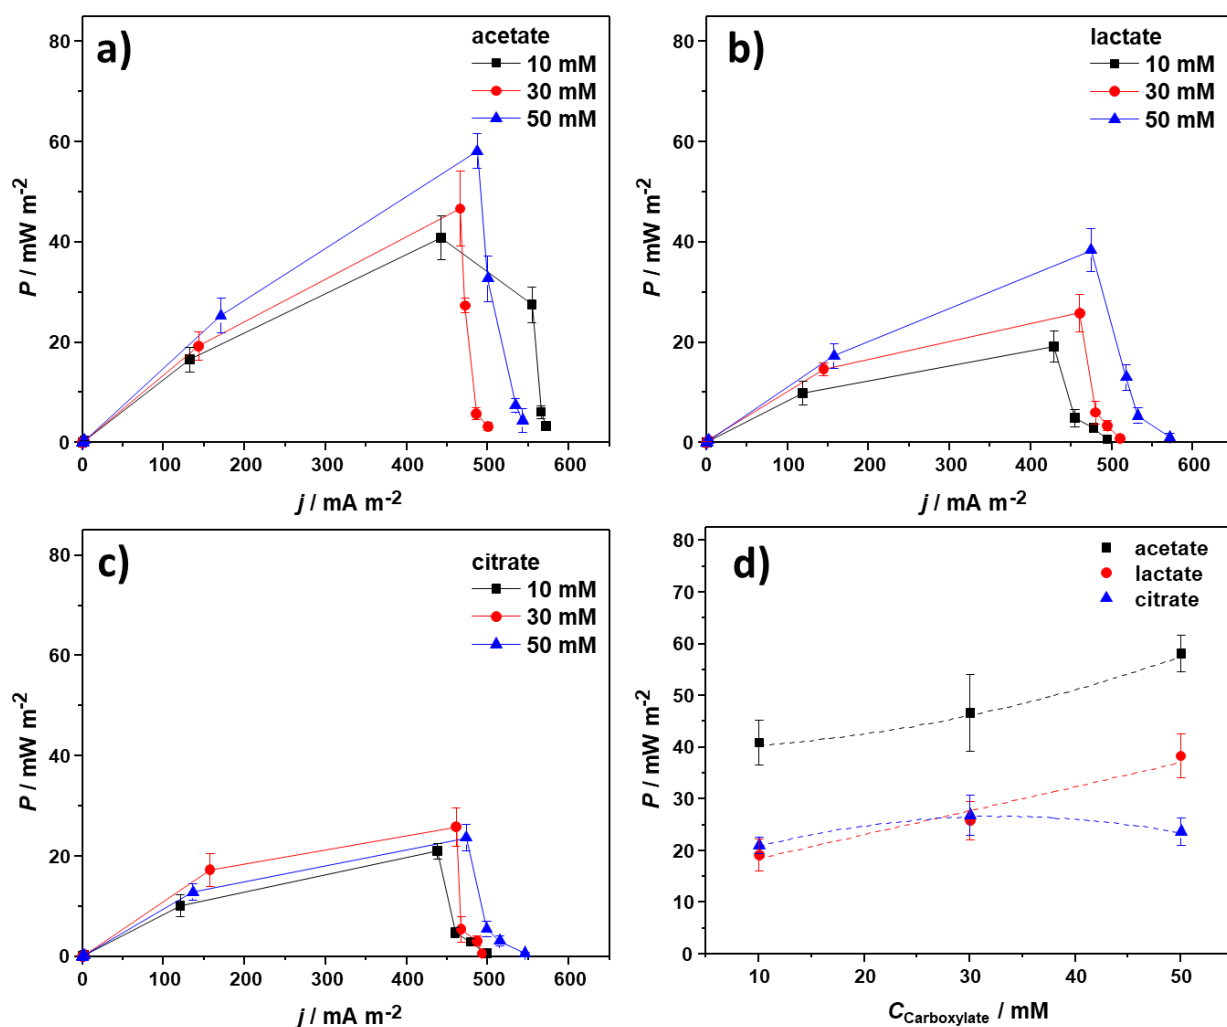 a)
acetate
10 mM
30 mM
50 mM
80
60
40
20
0
P / mW m-2
0 100 200 300 400 500 600
j / mA m-2
b)
lactate
10 mM
30 mM
50 mM
80
60
40
20
0
P / mW m-2
0 100 200 300 400 500 600
j / mA m-2
c)
citrate
10 mM
30 mM
50 mM
80
60
40
20
0
P / mW m-2
0 100 200 300 400 500 600
j / mA m-2
d)
acetate
lactate
citrate
80
70
60
50
40
30
20
10
0
P / mW m-2
10 20 30 40 50
CCarboxylate / mM